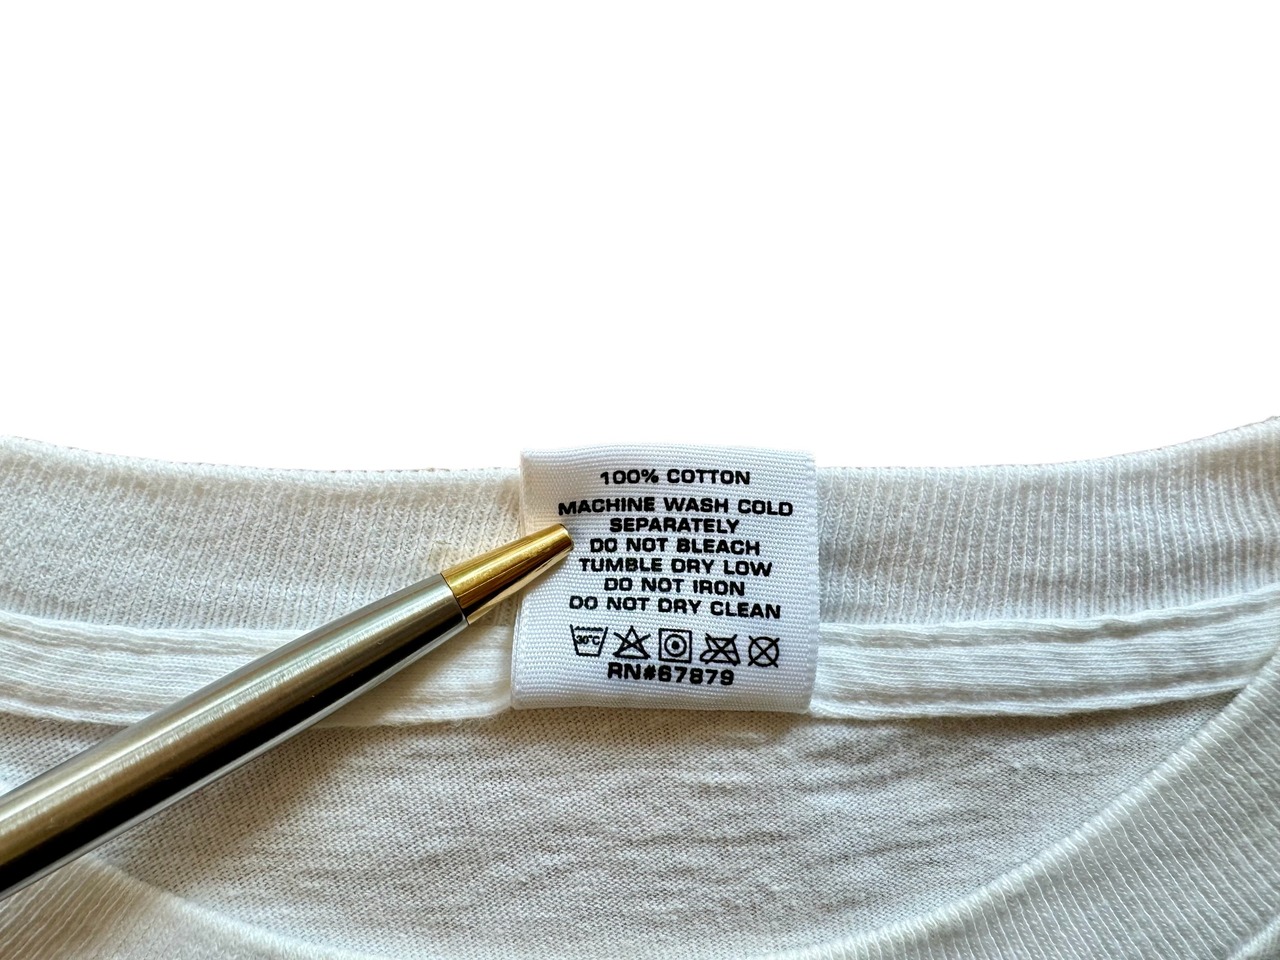 100% COTTON
MACHINE WASH COLD
SEPARATELY
DO NOT BLEACH
TUMBLE DRY LOW
DO NOT IRON
DO NOT DRY CLEAN
30°C
RN#67879